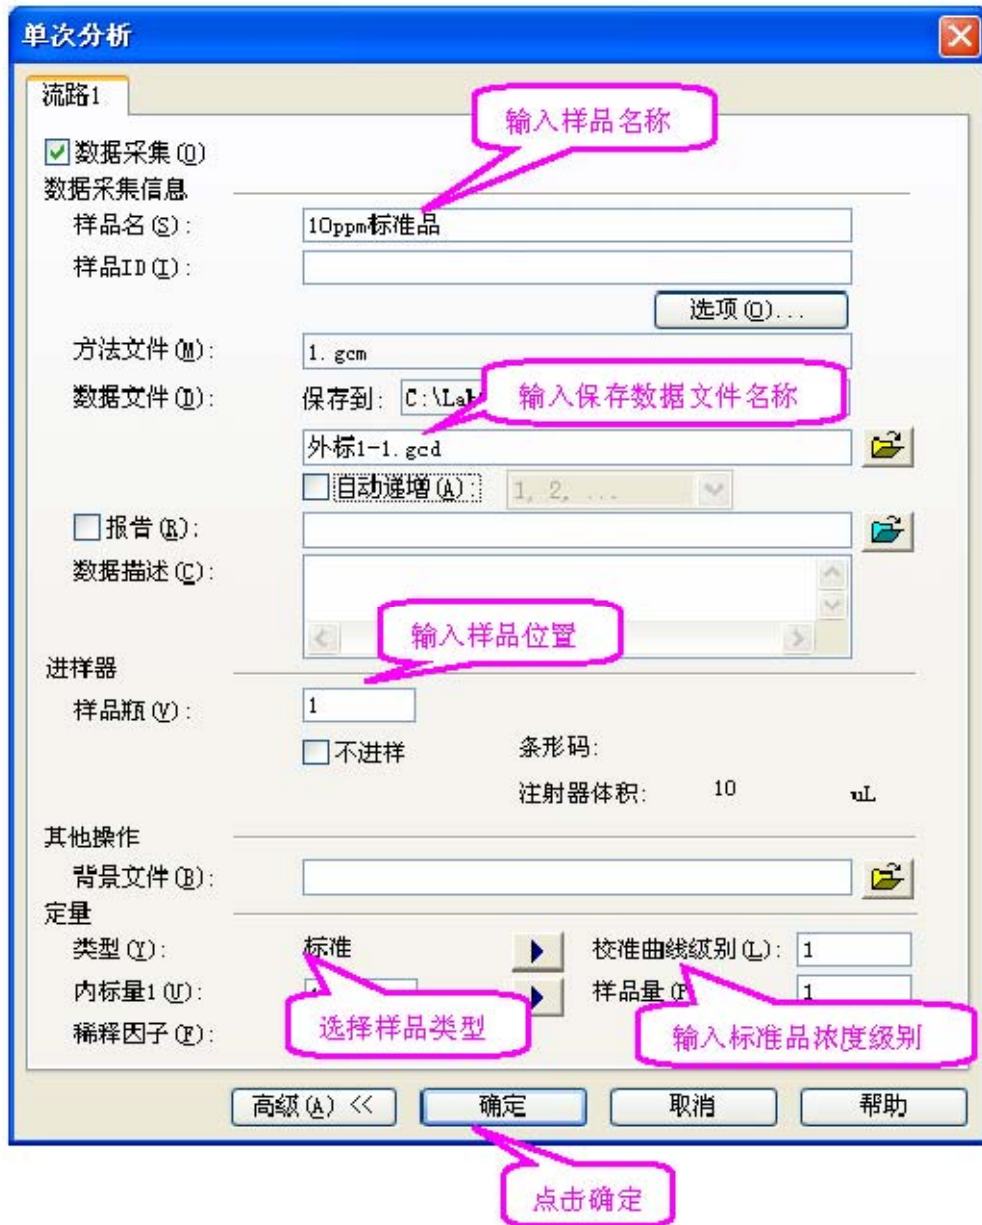 单次分析
流路1
输入样品名称
数据采集(O)
数据采集信息
样品名(S): 10ppm标准品
样品ID(I):
选项(O)...
方法文件(M): 1.gcm
数据文件(D): 保存到: C:\Lab
输入保存数据文件名称
外标1-1.gcd
自动递增(A): 1, 2, ...
报告(R):
数据描述(C):
输入样品位置
进样器
样品瓶(V): 1
不进样 条形码:
注射器体积: 10 uL
其他操作
背景文件(B):
定量
类型(Y): 标准 校准曲线级别(L): 1
内标量1(U): 样品量(P 1
选择样品类型 输入标准品浓度级别
稀释因子(F):
高级(A) << 确定 取消 帮助
点击确定